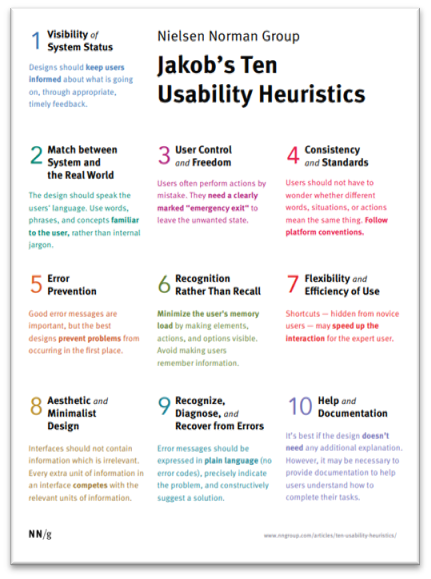 1 Visibility of
System Status
Designs should keep users
informed about what is going
on, through appropriate,
timely feedback.
Nielsen Norman Group
Jakob's Ten
Usability Heuristics
2 Match between
System and
the Real World
The design should speak the
users' language. Use words,
phrases, and concepts familiar
to the user, rather than internal
jargon.
3 User Control
and Freedom
Users often perform actions by
mistake. They need a clearly
marked "emergency exit" to
leave the unwanted state.
4 Consistency
and Standards
Users should not have to
wonder whether different
words, situations, or actions
mean the same thing. Follow
platform conventions.
5 Error
Prevention
Good error messages are
important, but the best
designs prevent problems from
occurring in the first place.
6 Recognition
Rather Than Recall
Minimize the user's memory
load by making elements,
actions, and options visible.
Avoid making users
remember information.
7 Flexibility and
Efficiency of Use
Shortcuts — hidden from novice
users — may speed up the
interaction for the expert user.
8 Aesthetic and
Minimalist
Design
Interfaces should not contain
information which is irrelevant.
Every extra unit of information in
an interface competes with the
relevant units of information.
9 Recognize,
Diagnose, and
Recover from Errors
Error messages should be
expressed in plain language (no
error codes), precisely indicate
the problem, and constructively
suggest a solution.
10 Help and
Documentation
It's best if the design doesn't
need any additional explanation.
However, it may be necessary to
provide documentation to help
users understand how to
complete their tasks.
NN/g
www.nngroup.com/articles/ten-usability-heuristics/